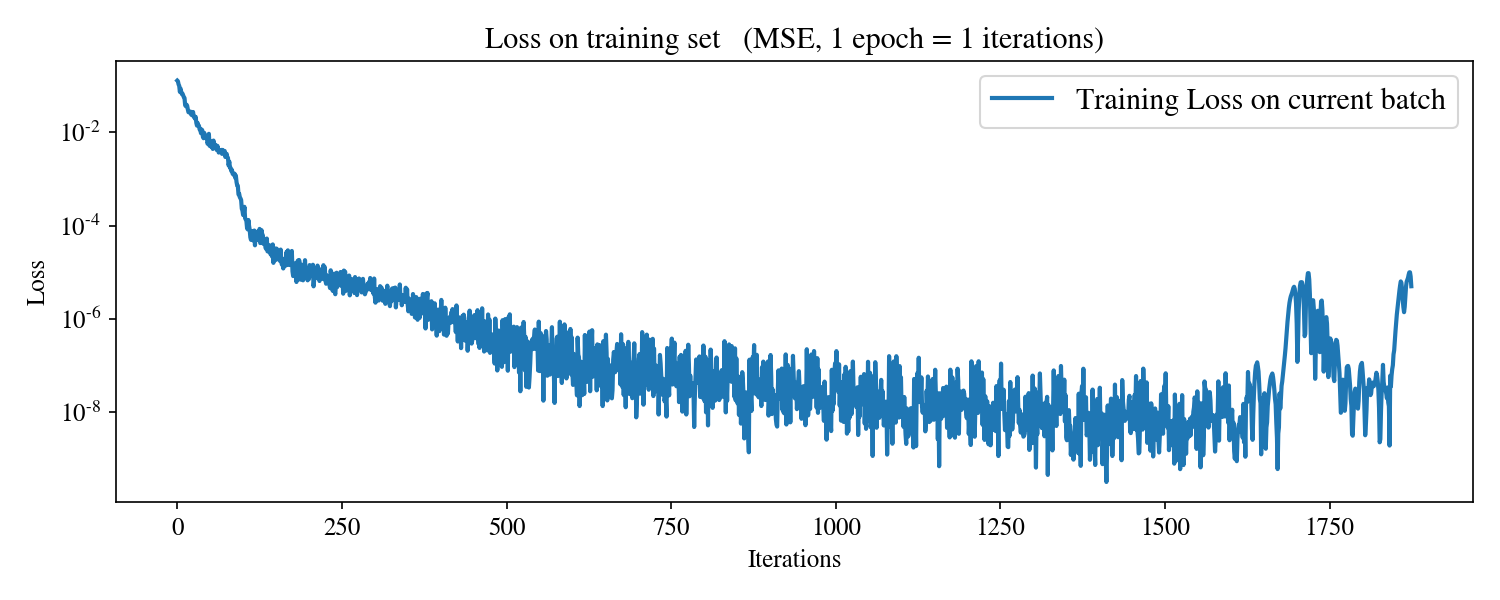 Loss on training set (MSE, 1 epoch = 1 iterations)
Training Loss on current batch
Loss
10⁻²
10⁻⁴
10⁻⁶
10⁻⁸
0 250 500 750 1000 1250 1500 1750
Iterations